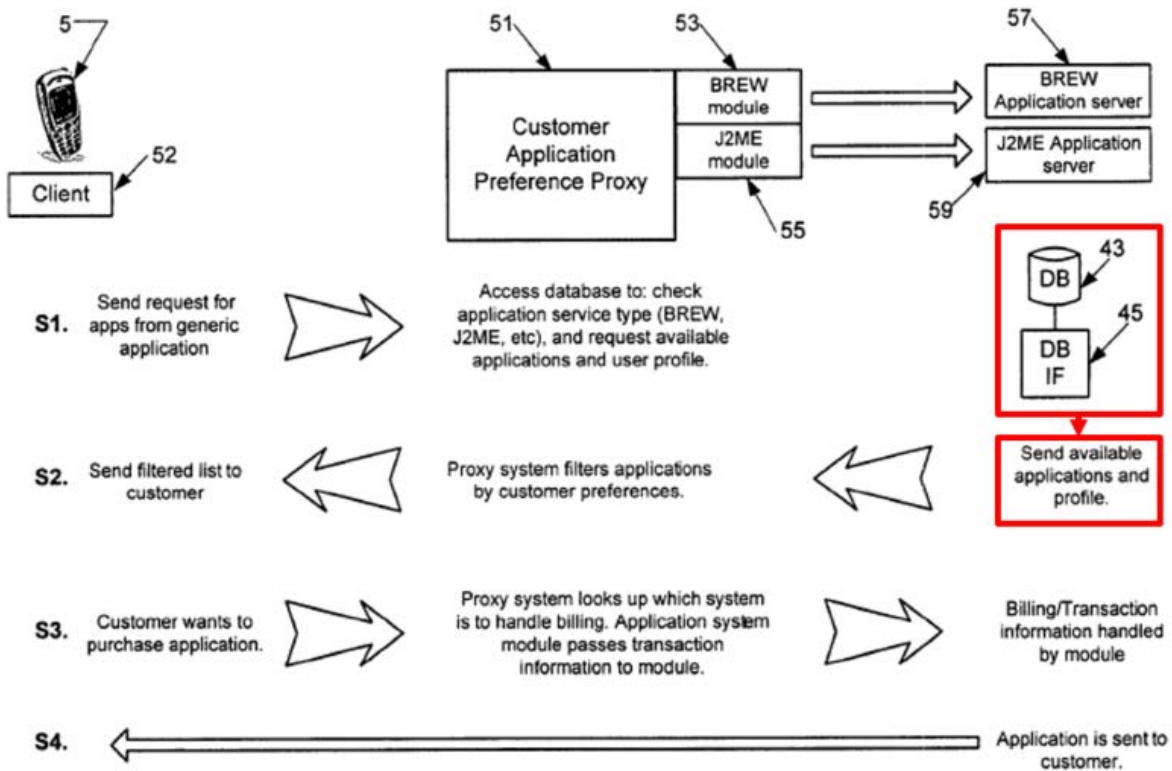 5
51
53
57
BREW
module
BREW
Application server
Customer
Application
Preference Proxy
J2ME
module
J2ME Application
server
52
Client
55
59
43
DB
45
DB
IF
S1.
Send request for
apps from generic
application
Access database to: check
application service type (BREW,
J2ME, etc), and request available
applications and user profile.
S2.
Send filtered list to
customer
Proxy system filters applications
by customer preferences.
Send available
applications and
profile.
S3.
Customer wants to
purchase application.
Proxy system looks up which system
is to handle billing. Application system
module passes transaction
information to module.
Billing/Transaction
information handled
by module
S4.
Application is sent to
customer.